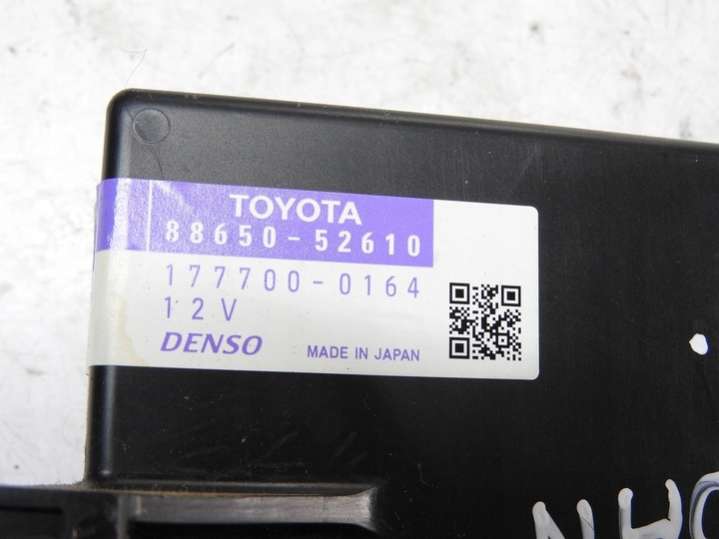 TOYOTA
88650-52610
177700-0164
12V
DENSO MADE IN JAPAN